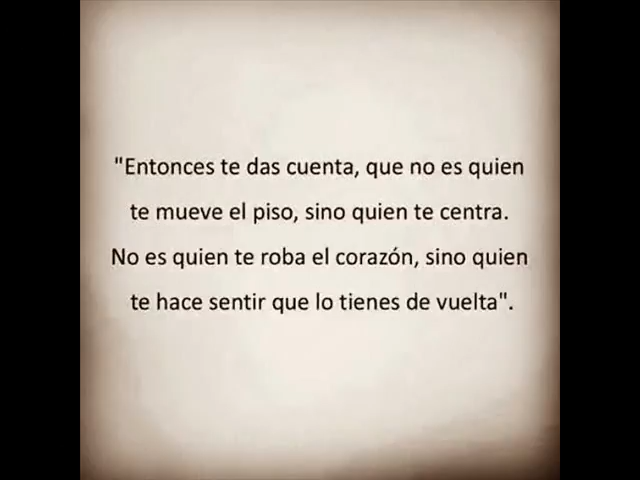 "Entonces te das cuenta, que no es quien
te mueve el piso, sino quien te centra.
No es quien te roba el corazón, sino quien
te hace sentir que lo tienes de vuelta".